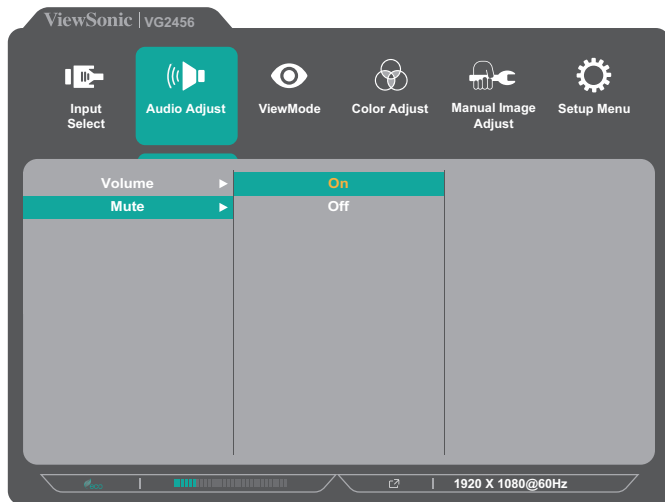 ViewSonic | VG2456
Input
Select
Audio Adjust
ViewMode
Color Adjust
Manual Image
Adjust
Setup Menu
Volume ►
Mute ►
On
Off
eco
1920 X 1080@60Hz